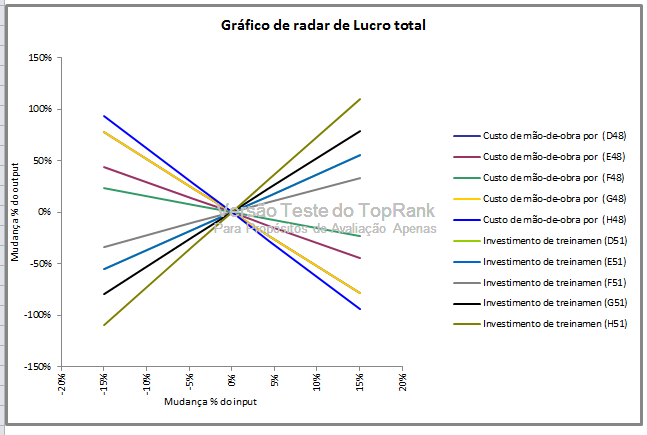 Gráfico de radar de Lucro total
150%
100%
50%
0%
-50%
-100%
-150%
Mudança % do output
-20%
-15%
-10%
-5%
0%
5%
10%
15%
20%
Mudança % do input
Custo de mão-de-obra por (D48)
Custo de mão-de-obra por (E48)
Custo de mão-de-obra por (F48)
Custo de mão-de-obra por (G48)
Custo de mão-de-obra por (H48)
Investimento de treinamen (D51)
Investimento de treinamen (E51)
Investimento de treinamen (F51)
Investimento de treinamen (G51)
Investimento de treinamen (H51)
Versão Teste do TopRank
Para Propósitos de Avaliação Apenas